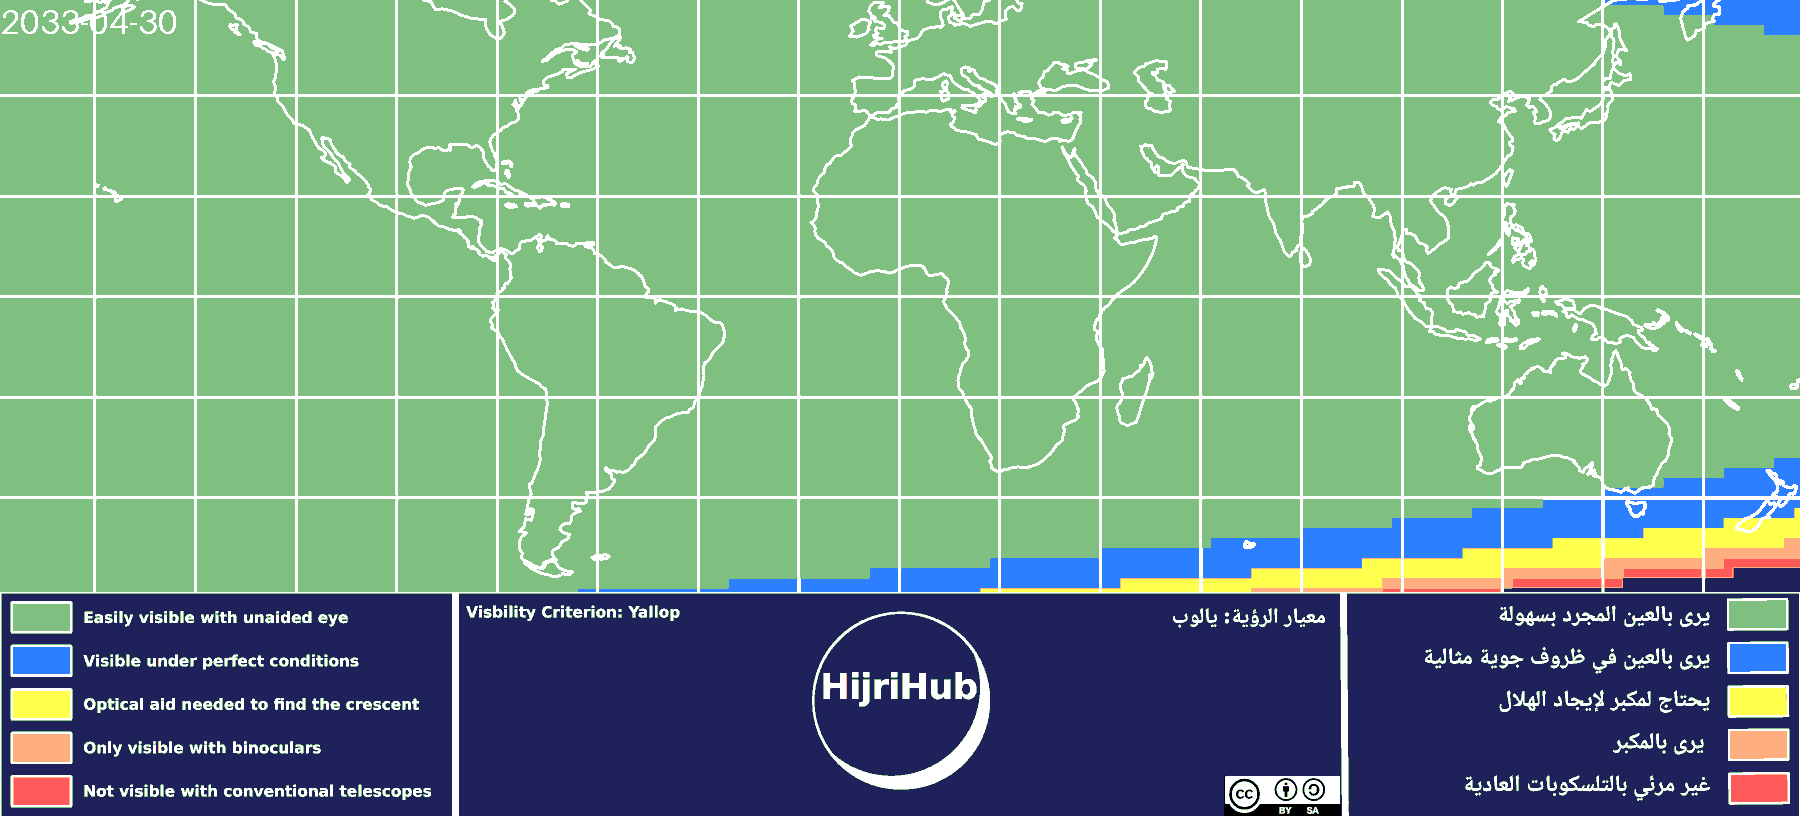 2033-04-30
Easily visible with unaided eye
Visible under perfect conditions
Optical aid needed to find the crescent
Only visible with binoculars
Not visible with conventional telescopes
Visbility Criterion: Yallop
معيار الرؤية: يالوب
HijriHub
cc
BY SA
يرى بالعين المجرد بسهولة
يرى بالعين في ظروف جوية مثالية
يحتاج لمكبر لإيجاد الهلال
يرى بالمكبر
غير مرئي بالتلسكوبات العادية